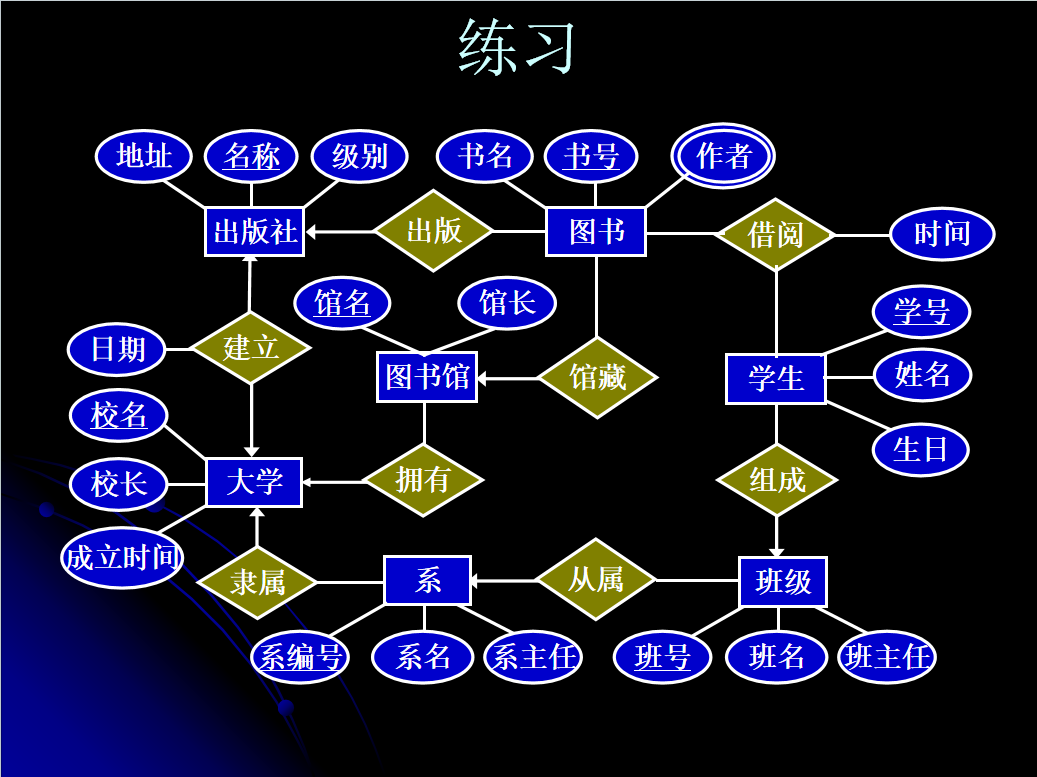 练习
地址
名称
级别
书名
书号
作者
出版社
出版
图书
借阅
时间
馆名
馆长
学号
日期
建立
图书馆
馆藏
学生
姓名
校名
生日
校长
大学
拥有
组成
成立时间
隶属
系
从属
班级
系编号
系名
系主任
班号
班名
班主任